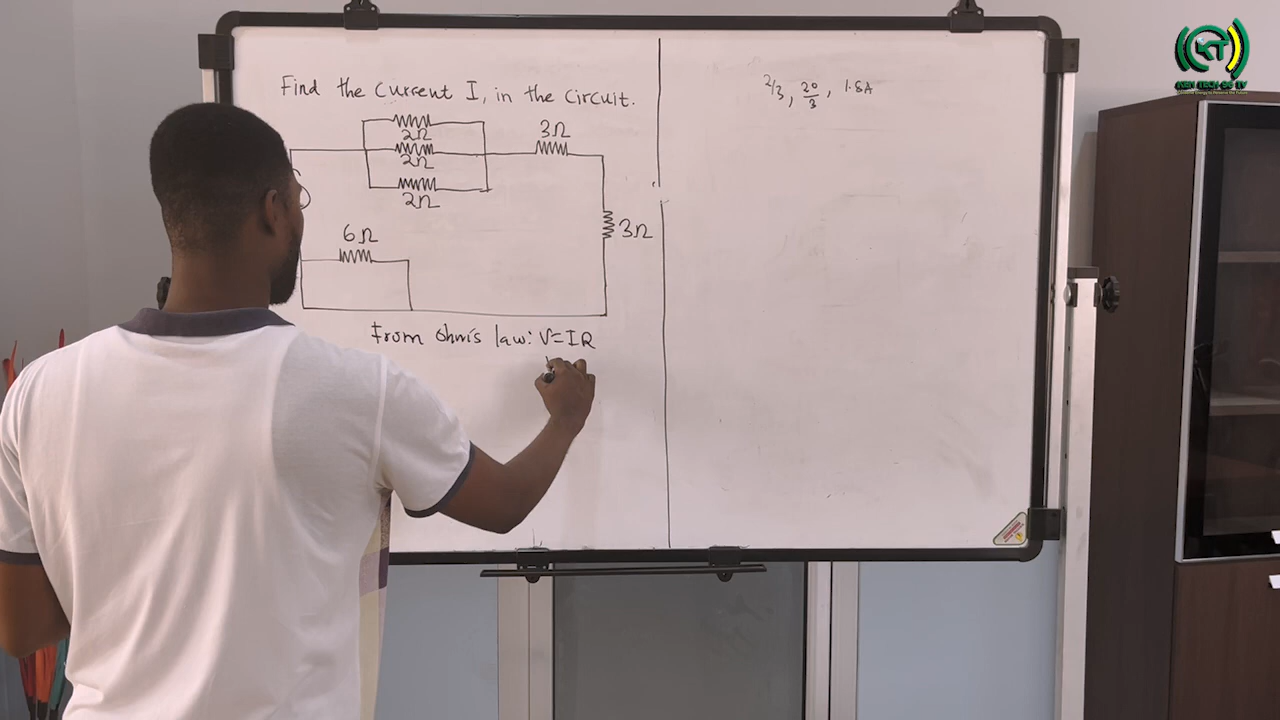 Find the Current I, in the Circuit.
2Ω
2Ω
2Ω
3Ω
3Ω
6Ω
From Ohm's law: V=IR
2/3, 20/3, 1.8A
KT